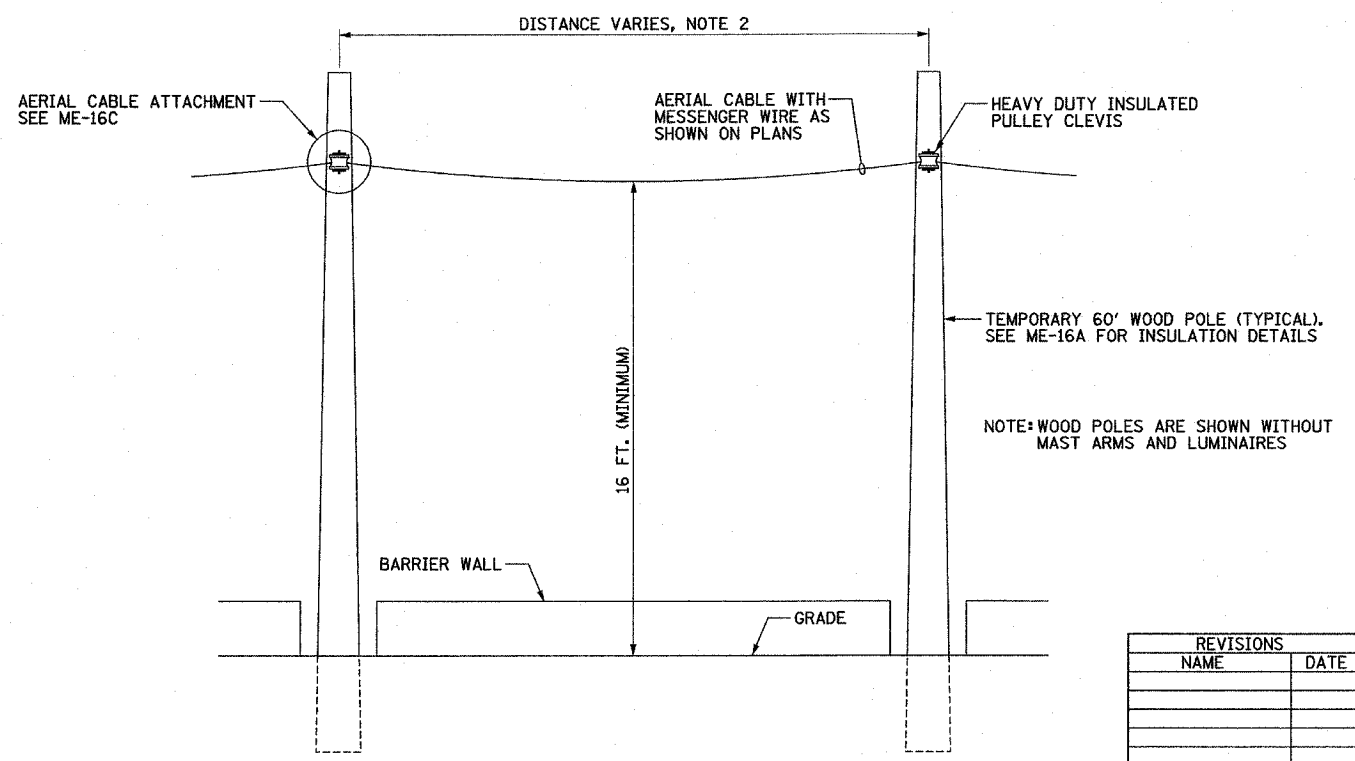 DISTANCE VARIES, NOTE 2
AERIAL CABLE ATTACHMENT
SEE ME-16C
AERIAL CABLE WITH
MESSENGER WIRE AS
SHOWN ON PLANS
HEAVY DUTY INSULATED
PULLEY CLEVIS
16 FT. (MINIMUM)
TEMPORARY 60' WOOD POLE (TYPICAL).
SEE ME-16A FOR INSULATION DETAILS
NOTE: WOOD POLES ARE SHOWN WITHOUT
MAST ARMS AND LUMINAIRES
BARRIER WALL
GRADE
REVISIONS
NAME DATE